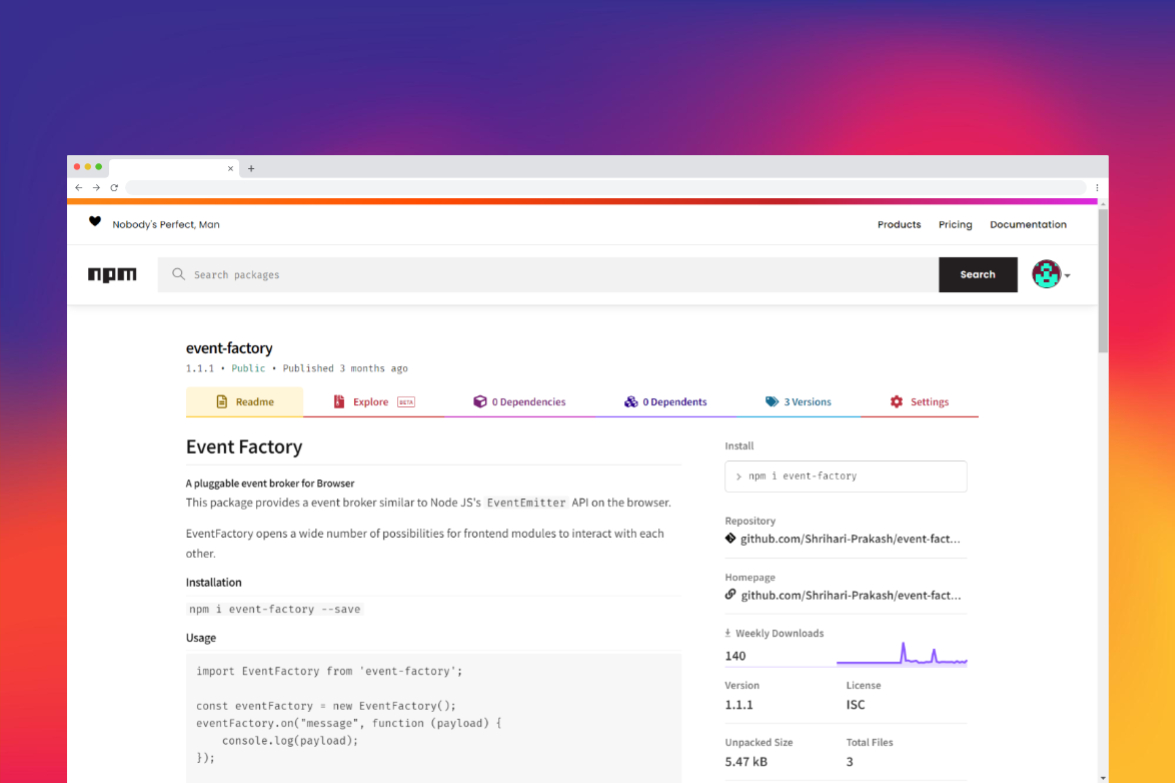 Nobody's Perfect, Man
Products Pricing Documentation
npm
Search packages
Search
event-factory
1.1.1 • Public • Published 3 months ago
Readme
Explore BETA
0 Dependencies
0 Dependents
3 Versions
Settings
Event Factory
A pluggable event broker for Browser
This package provides a event broker similar to Node JS's EventEmitter API on the browser.
EventFactory opens a wide number of possibilities for frontend modules to interact with each
other.
Installation
npm i event-factory --save
Usage
import EventFactory from 'event-factory';
const eventFactory = new EventFactory();
eventFactory.on("message", function (payload) {
    console.log(payload);
});
Install
> npm i event-factory
Repository
github.com/Shrihari-Prakash/event-fact...
Homepage
github.com/Shrihari-Prakash/event-fact...
Weekly Downloads
140
Version
1.1.1
License
ISC
Unpacked Size
5.47 kB
Total Files
3